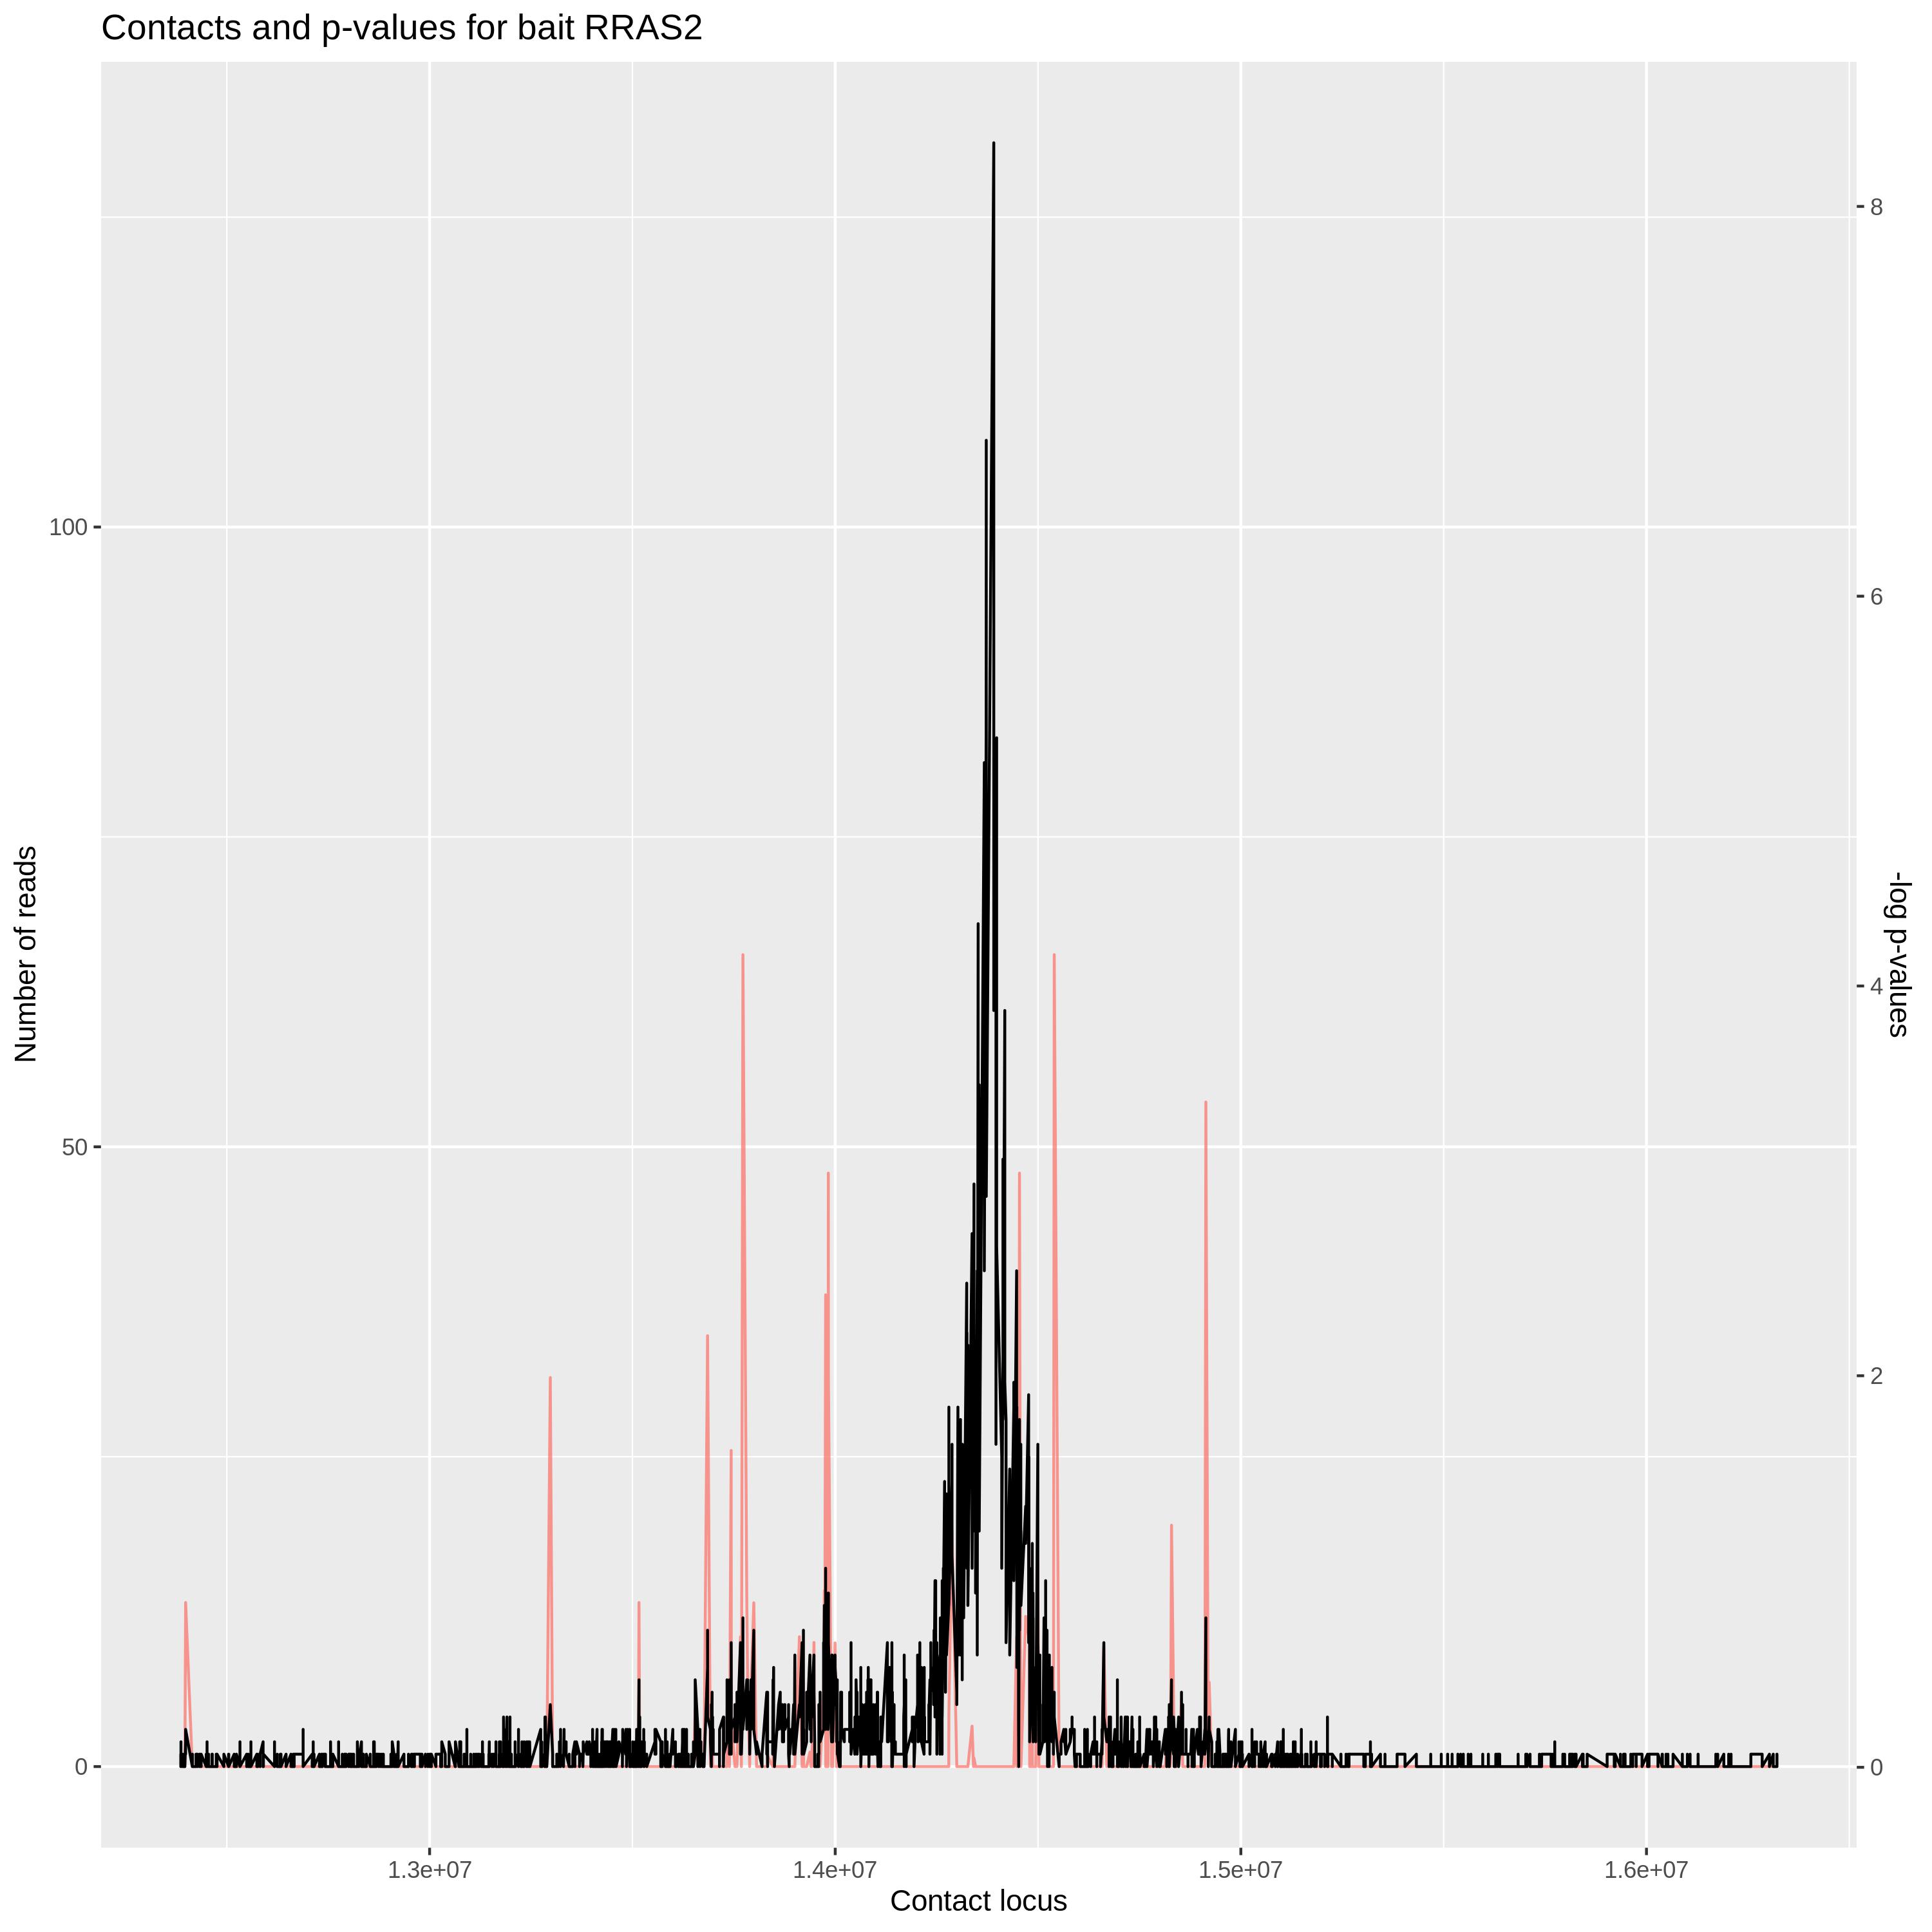 Contacts and p-values for bait RRAS2
100
50
0
Number of reads
8
6
4
2
0
-log p-values
1.3e+07
1.4e+07
1.5e+07
1.6e+07
Contact locus